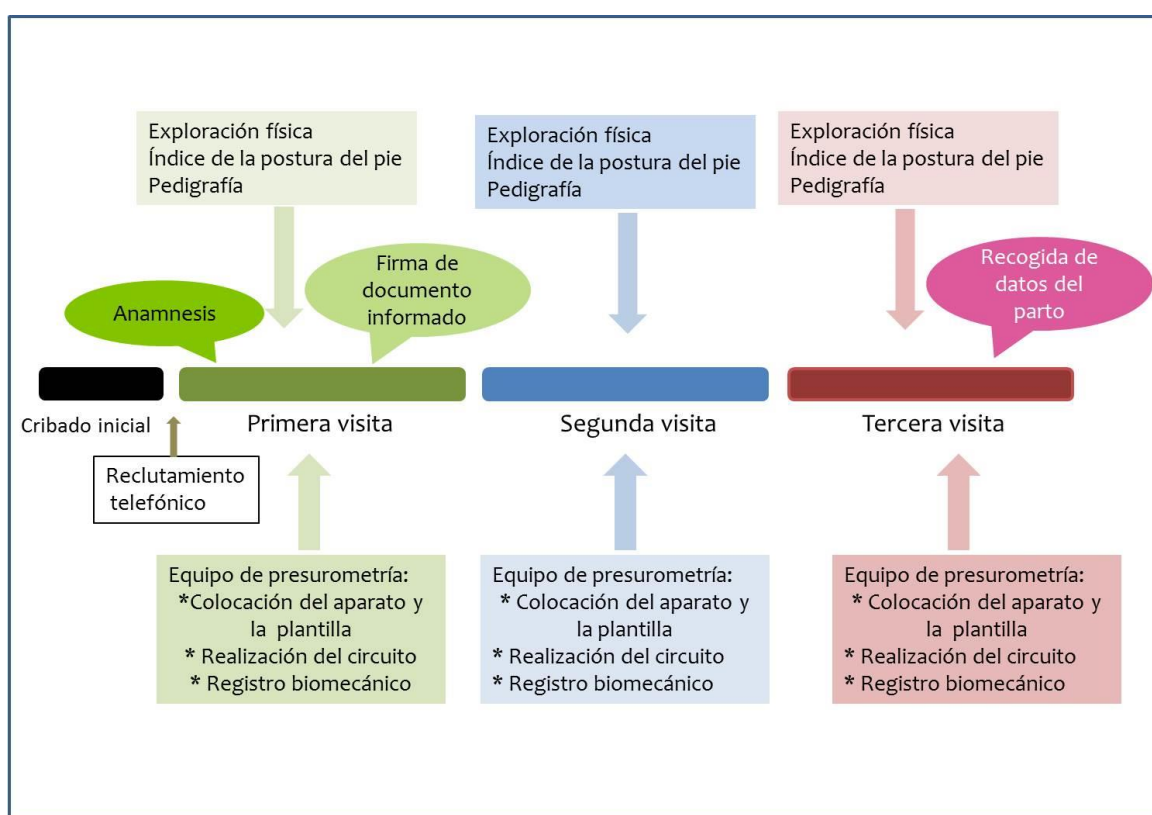 Exploración física
Índice de la postura del pie
Pedigrafía
Exploración física
Índice de la postura del pie
Pedigrafía
Exploración física
Índice de la postura del pie
Pedigrafía
Anamnesis
Firma de
documento
informado
Recogida de
datos del
parto
Cribado inicial
Primera visita
Segunda visita
Tercera visita
Reclutamiento
telefónico
Equipo de presurometría:
*Colocación del aparato y
la plantilla
* Realización del circuito
* Registro biomecánico
Equipo de presurometría:
* Colocación del aparato y
la plantilla
* Realización del circuito
* Registro biomecánico
Equipo de presurometría:
* Colocación del aparato y
la plantilla
* Realización del circuito
* Registro biomecánico